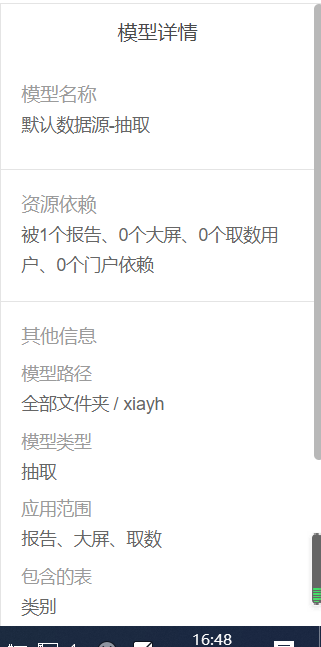 模型详情
模型名称
默认数据源-抽取
资源依赖
被1个报告、0个大屏、0个取数用
户、0个门户依赖
其他信息
模型路径
全部文件夹 / xiayh
模型类型
抽取
应用范围
报告、大屏、取数
包含的表
类别
16:48